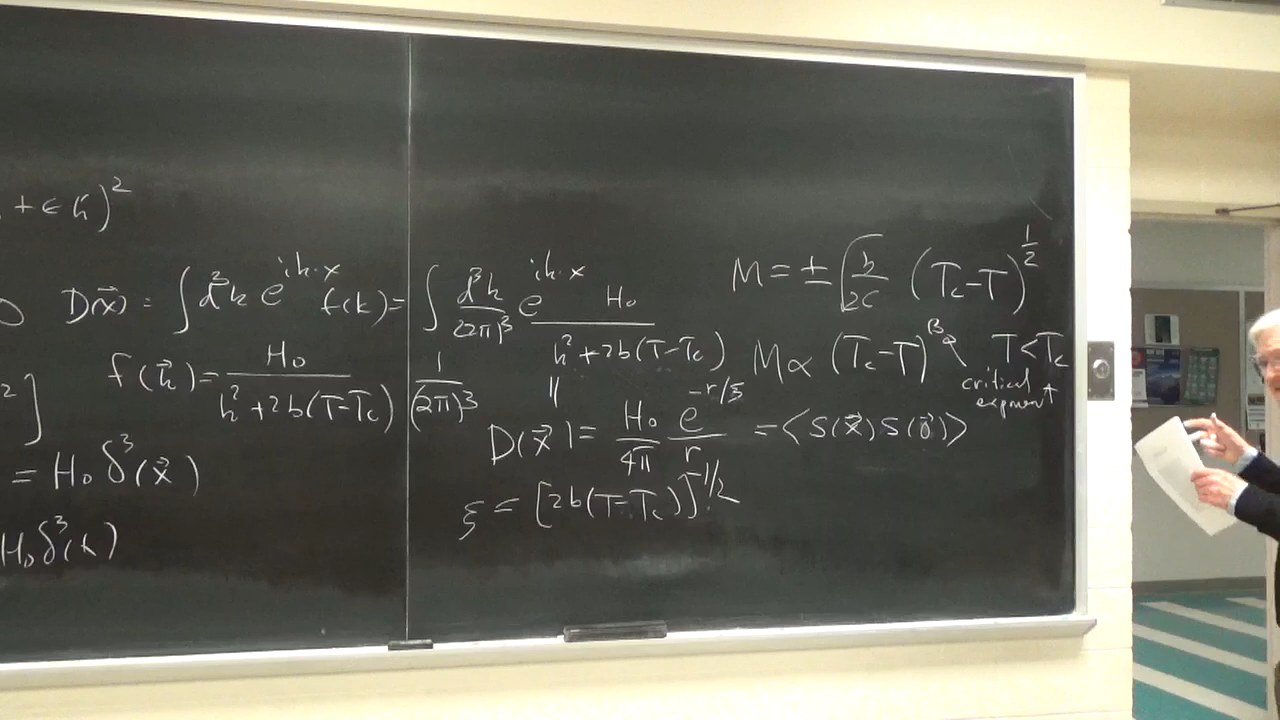 + ϵ k)²
D(x⃗) = ∫ d³k e^{ik·x} f(k) = ∫ d³k/(2π)³ e^{ik·x} H₀/(k² + 2b(T-T_c))
f(k⃗) = H₀/(k² + 2b(T-T_c)) 1/(2π)³
²]
= H₀ δ³(x⃗)
H₀ δ³(k)
D(x⃗) = H₀/4π e^{-r/ξ}/r = ⟨S(x⃗) S(0⃗)⟩
ξ = [2b(T-T_c)]^{-1/2}
M = ± √(b/2c) (T_c-T)^{1/2}
M ∝ (T_c-T)^β T < T_c
critical
exponent